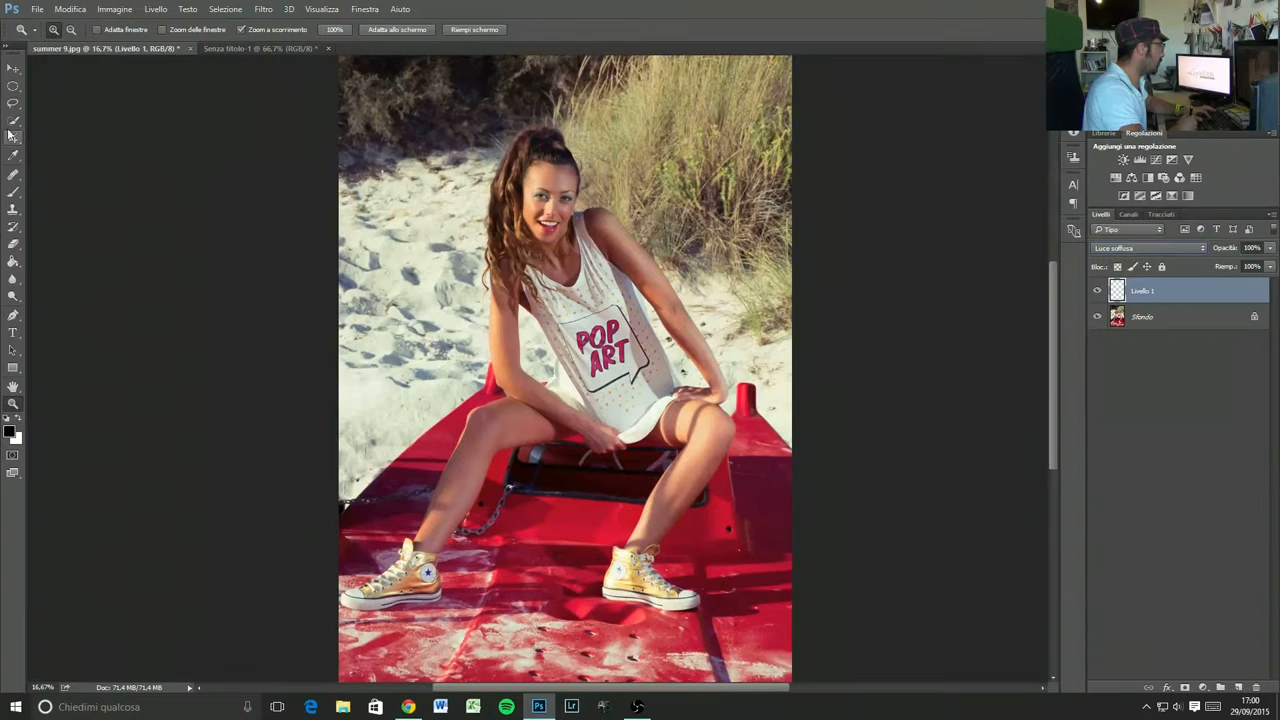 Ps File Modifica Immagine Livello Testo Selezione Filtro 3D Visualizza Finestra Aiuto
Adatta finestre Zoom delle finestre Zoom a scorrimento 100% Adatta allo schermo Riempi schermo
summer 9.jpg @ 16,7% (Livello 1, RGB/8) * × Senza titolo-1 @ 66,7% (RGB/8) * ×
Librerie Regolazioni
Aggiungi una regolazione
Livelli Canali Tracciati
Tipo
Luce soffusa Opacità: 100%
Bloc.: Riemp.: 100%
Livello 1
Sfondo
POP
ART
16,67% Doc: 71,4 MB/71,4 MB
Chiedimi qualcosa
Ps Lr
17:00
29/09/2015